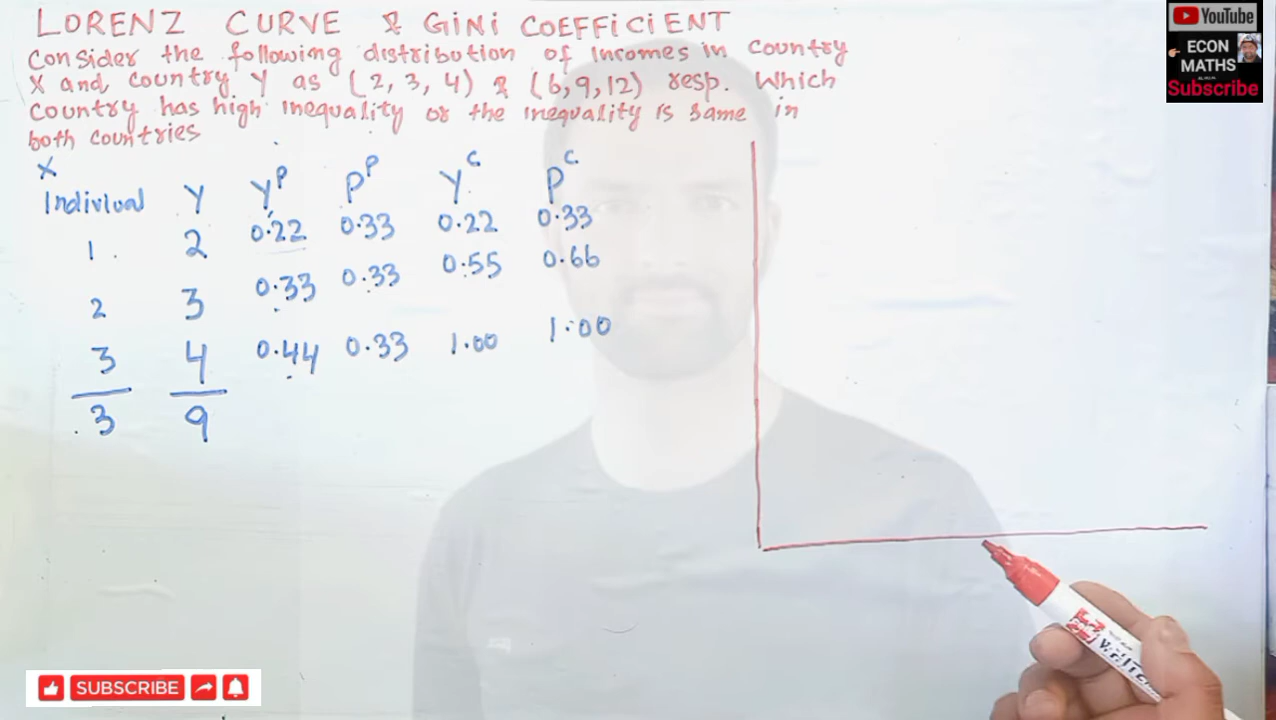 LORENZ CURVE & GINI COEFFICIENT
Consider the following distribution of Incomes in Country
X and, Country Y as (2, 3, 4) & (6, 9, 12) resp. Which
Country has high inequality or the inequality is same in
both countries
X
Indiviual Y Y^P P^P Y^C P^C
1. 2 0.22 0.33 0.22 0.33
2 3 0.33 0.33 0.55 0.66
3 4 0.44 0.33 1.00 1.00
3 9
YouTube
ECON
MATHS
Subscribe
SUBSCRIBE